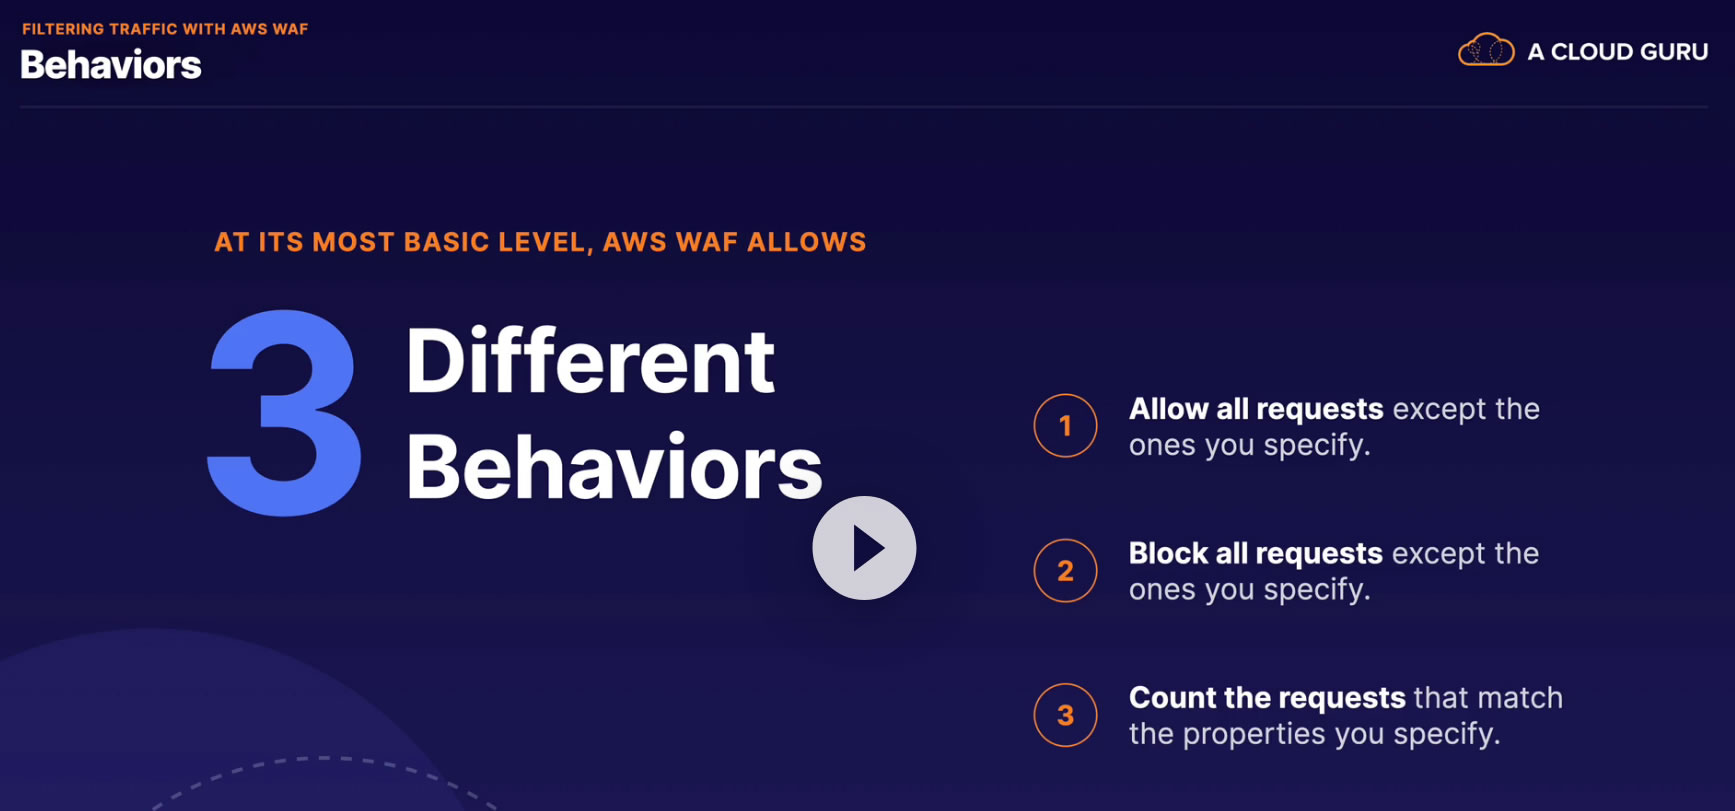 FILTERING TRAFFIC WITH AWS WAF
Behaviors
A CLOUD GURU
AT ITS MOST BASIC LEVEL, AWS WAF ALLOWS
3
Different
Behaviors
1
Allow all requests except the
ones you specify.
2
Block all requests except the
ones you specify.
3
Count the requests that match
the properties you specify.